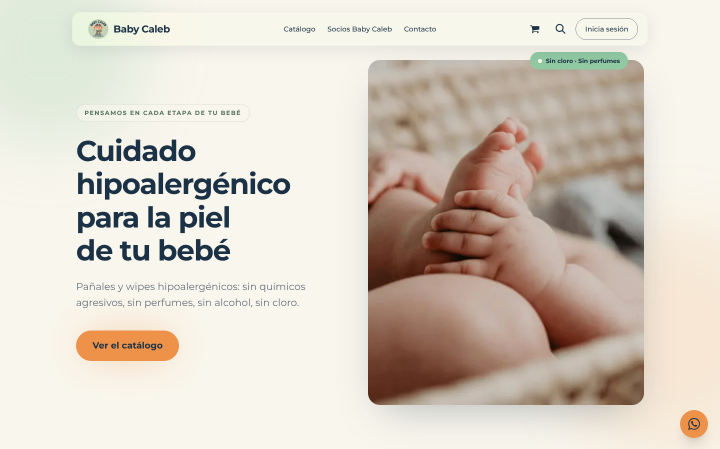 Baby Caleb
Catálogo
Socios Baby Caleb
Contacto
Inicia sesión
Sin cloro · Sin perfumes
PENSAMOS EN CADA ETAPA DE TU BEBÉ
Cuidado
hipoalergénico
para la piel
de tu bebé
Pañales y wipes hipoalergénicos: sin químicos
agresivos, sin perfumes, sin alcohol, sin cloro.
Ver el catálogo